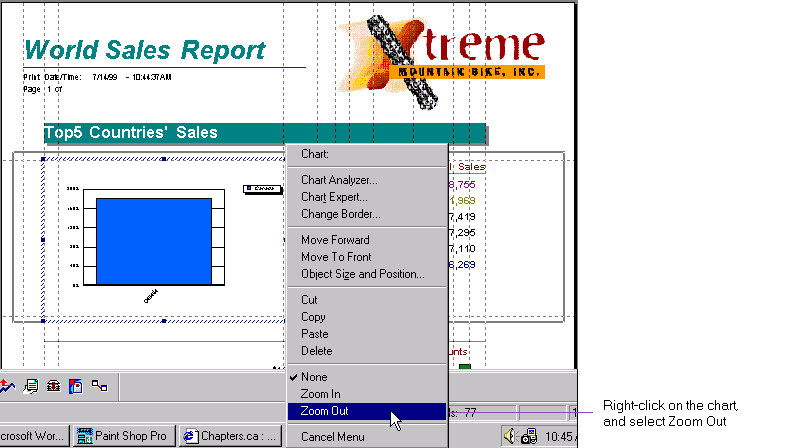 World Sales Report
Xtreme
MOUNTAIN BIKE, INC.
Print Date/Time: 7/14/99 - 10:44:37AM
Page 1 of
Top5 Countries' Sales
Chart:
Chart Analyzer...
Chart Expert...
Change Border...
Move Forward
Move To Front
Object Size and Position...
Cut
Copy
Paste
Delete
None
Zoom In
Zoom Out
Cancel Menu
Canada
Sales
8,755
1,969
7,419
7,295
7,110
6,269
unts
ds: 77
Right-click on the chart,
and select Zoom Out
crosoft Wor...
Paint Shop Pro
Chapters.ca : ...
10:45